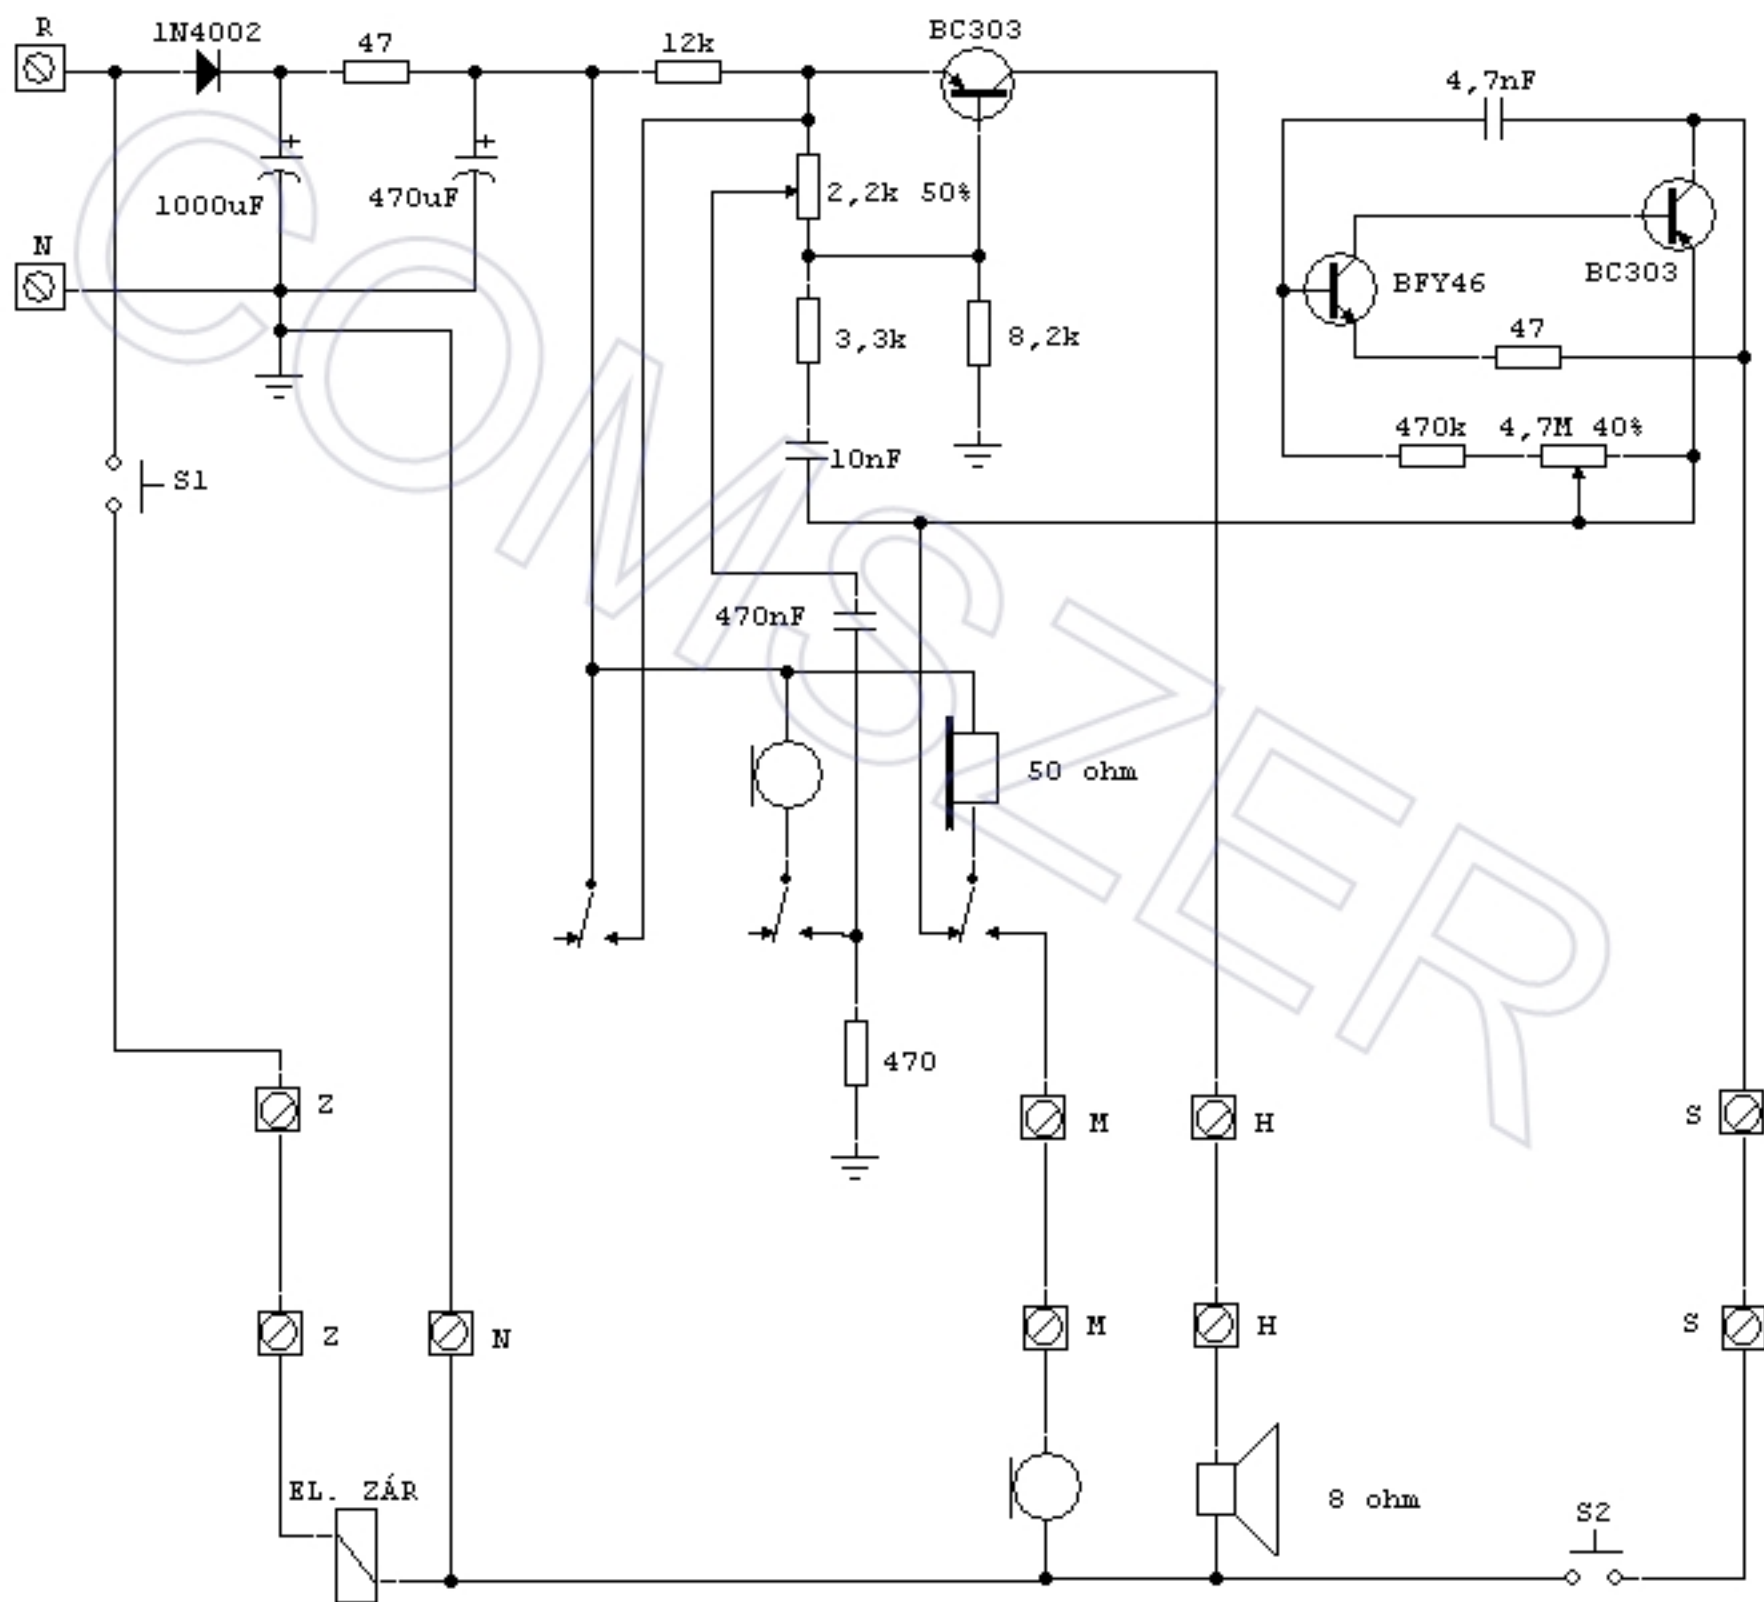 R
1N4002
47
12k
BC303
4,7nF
1000uF
470uF
2,2k 50%
N
BFY46
BC303
3,3k
8,2k
47
470k
4,7M 40%
10nF
S1
470nF
50 ohm
470
Z
M
H
S
Z
N
M
H
S
EL. ZÁR
8 ohm
S2
COMSZER